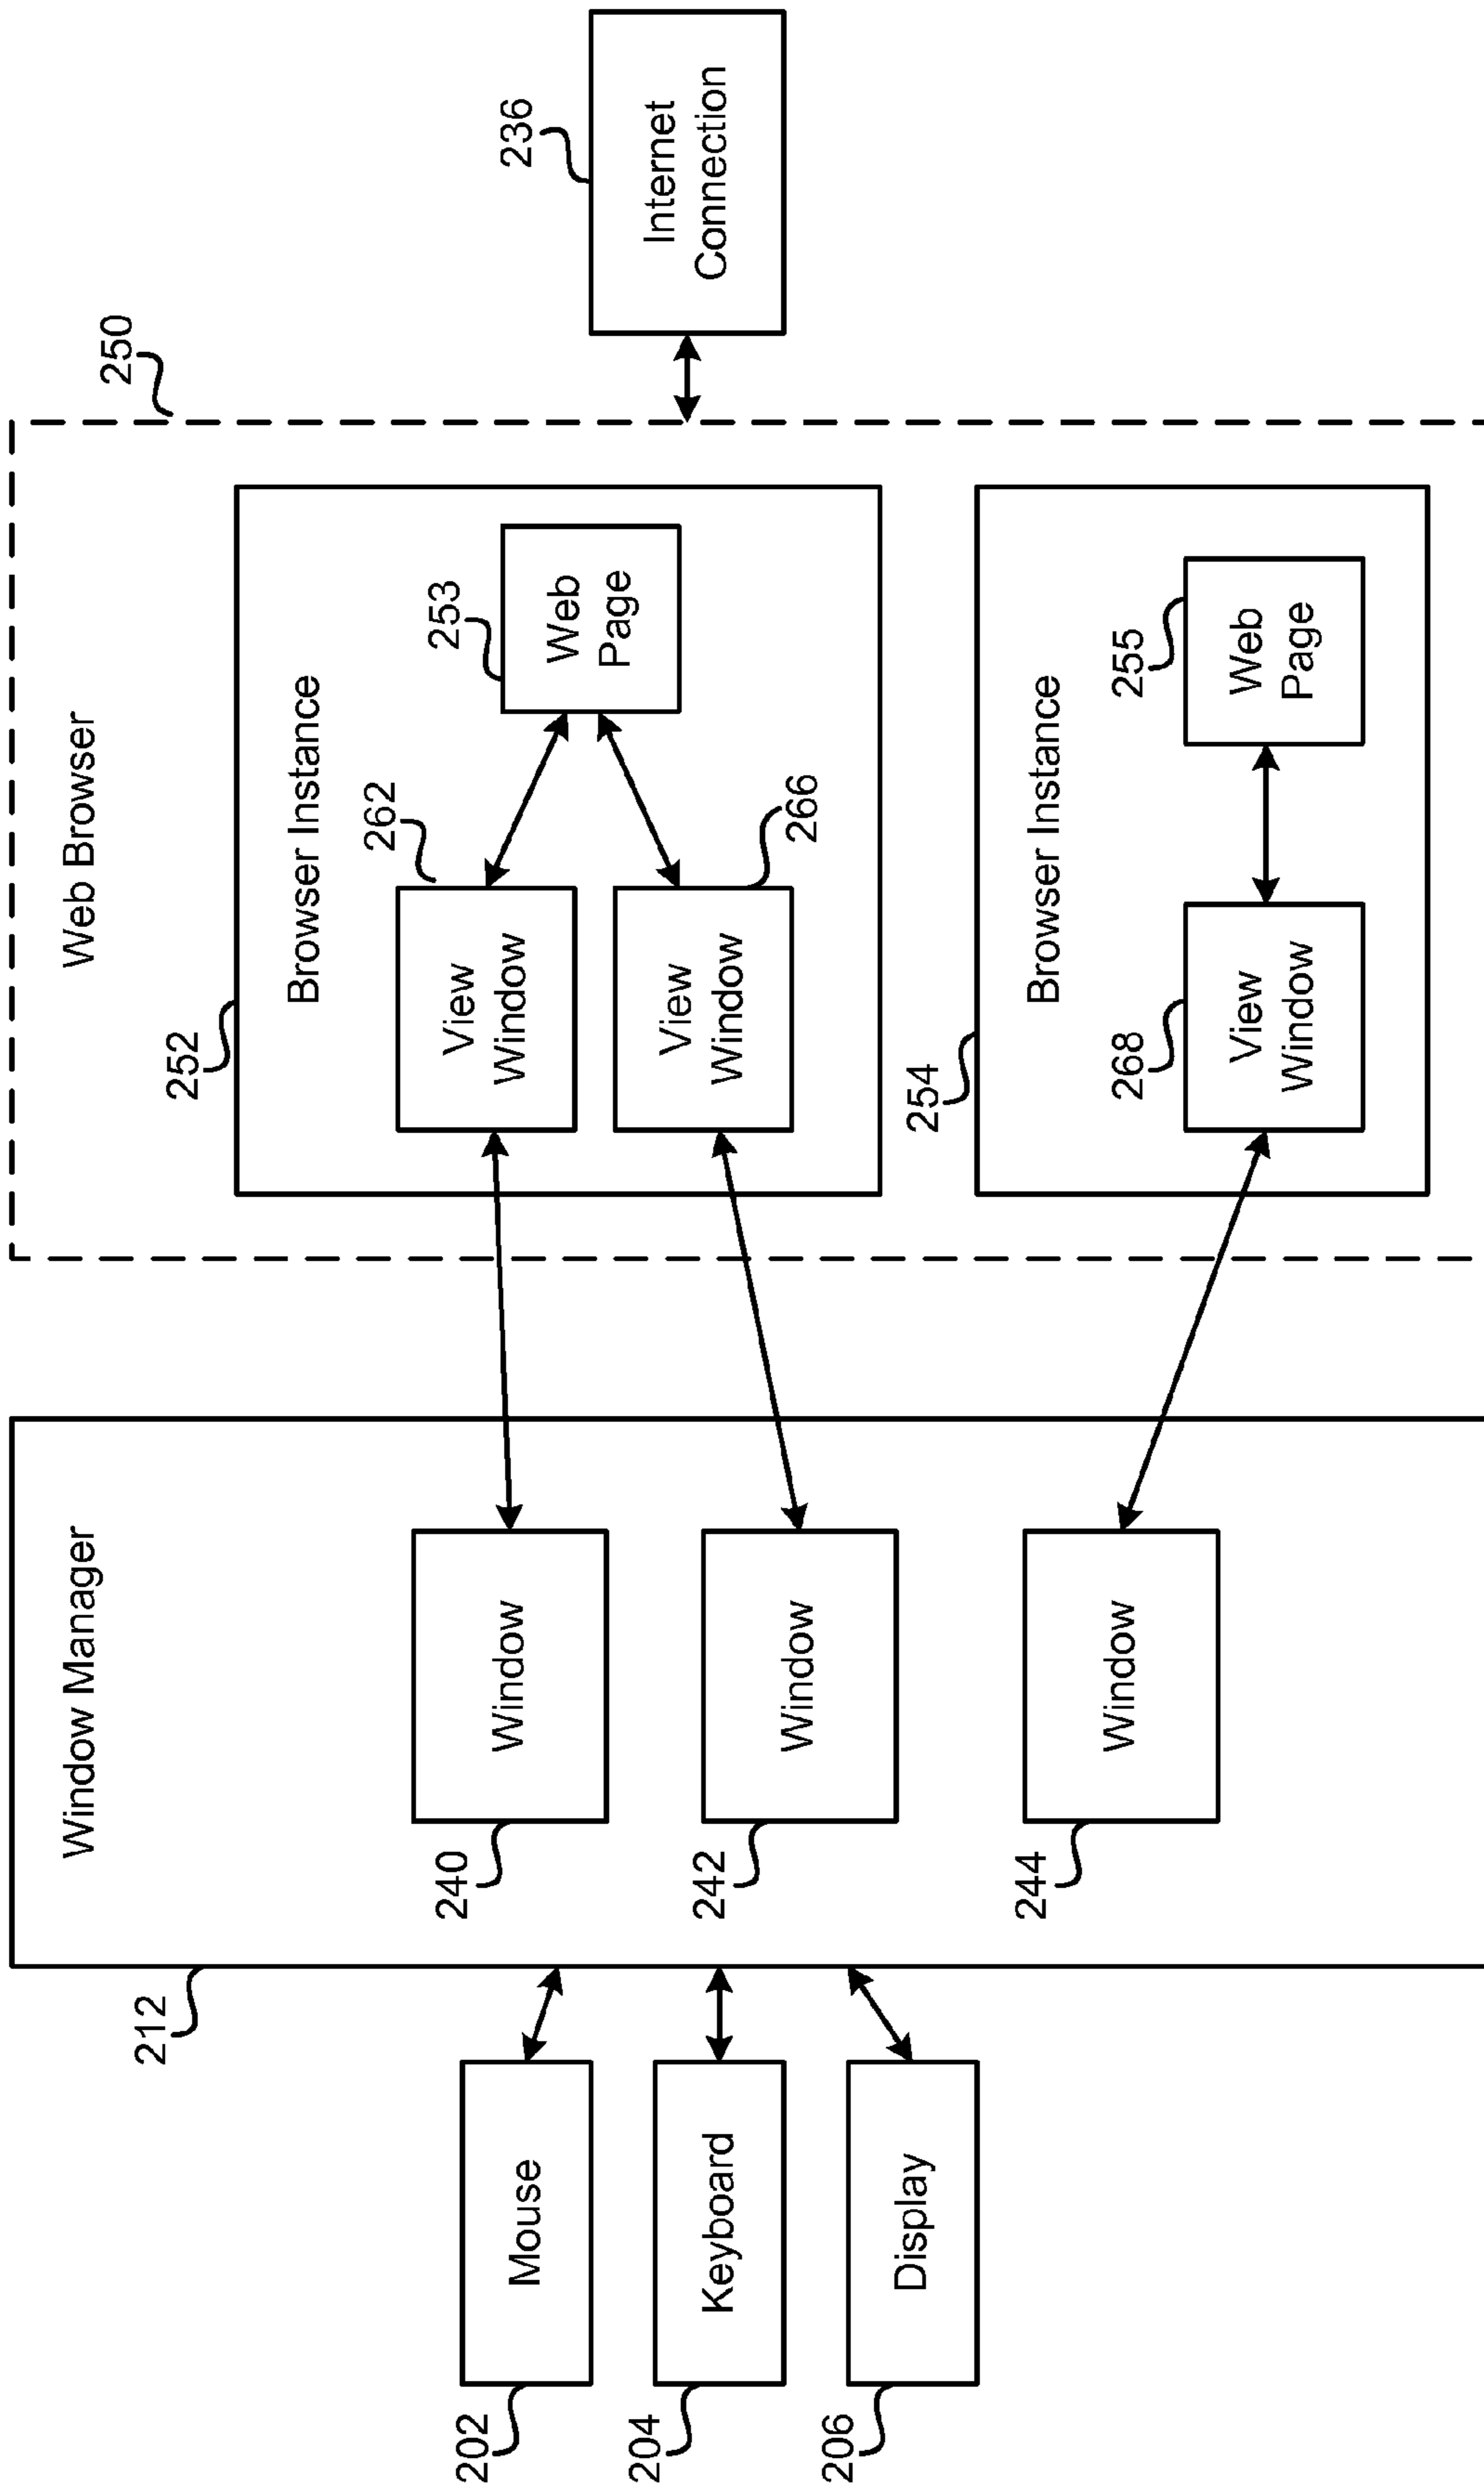 Window Manager
Web Browser
212
250
252
Browser Instance
202
Mouse
240
Window
262
View
Window
253
Web
Page
236
Internet
Connection
204
Keyboard
242
Window
View
Window
266
206
Display
254
Browser Instance
244
Window
268
View
Window
255
Web
Page